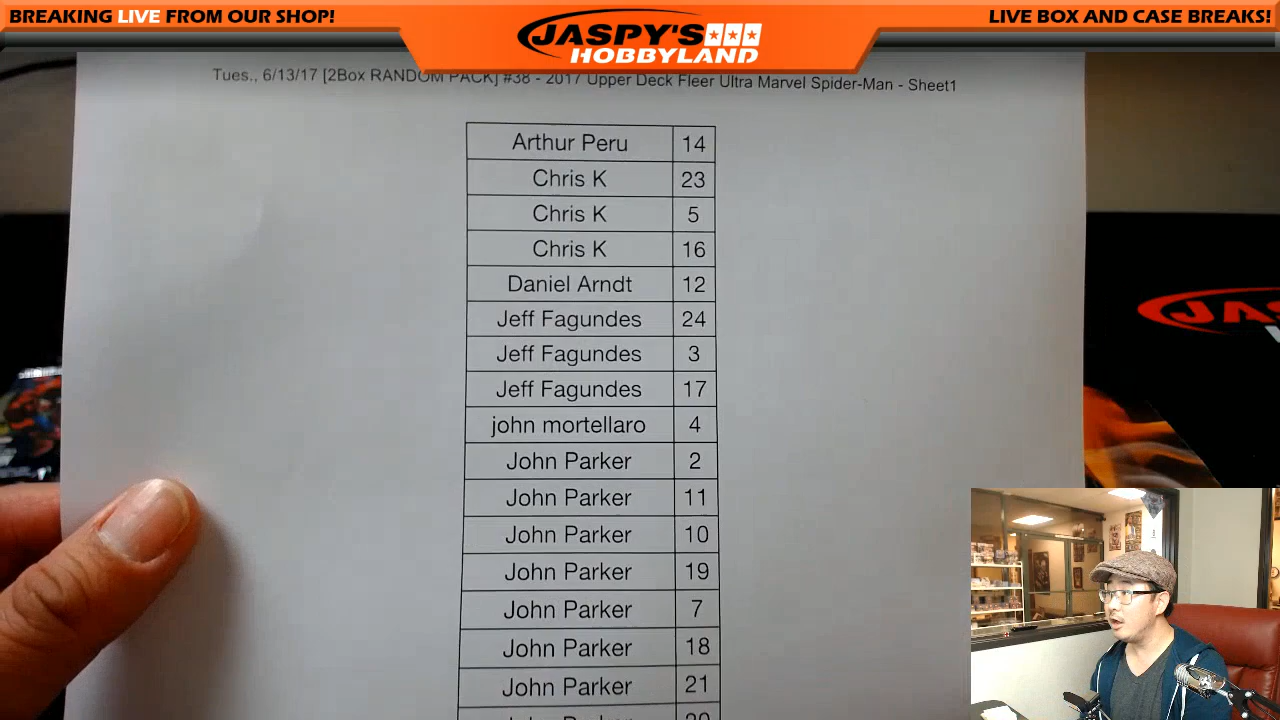 BREAKING LIVE FROM OUR SHOP!
JASPY'S
HOBBYLAND
LIVE BOX AND CASE BREAKS!
Tues., 6/13/17 [2Box RANDOM PACK] #38 - 2017 Upper Deck Fleer Ultra Marvel Spider-Man - Sheet1
Arthur Peru 14
Chris K 23
Chris K 5
Chris K 16
Daniel Arndt 12
Jeff Fagundes 24
Jeff Fagundes 3
Jeff Fagundes 17
john mortellaro 4
John Parker 2
John Parker 11
John Parker 10
John Parker 19
John Parker 7
John Parker 18
John Parker 21